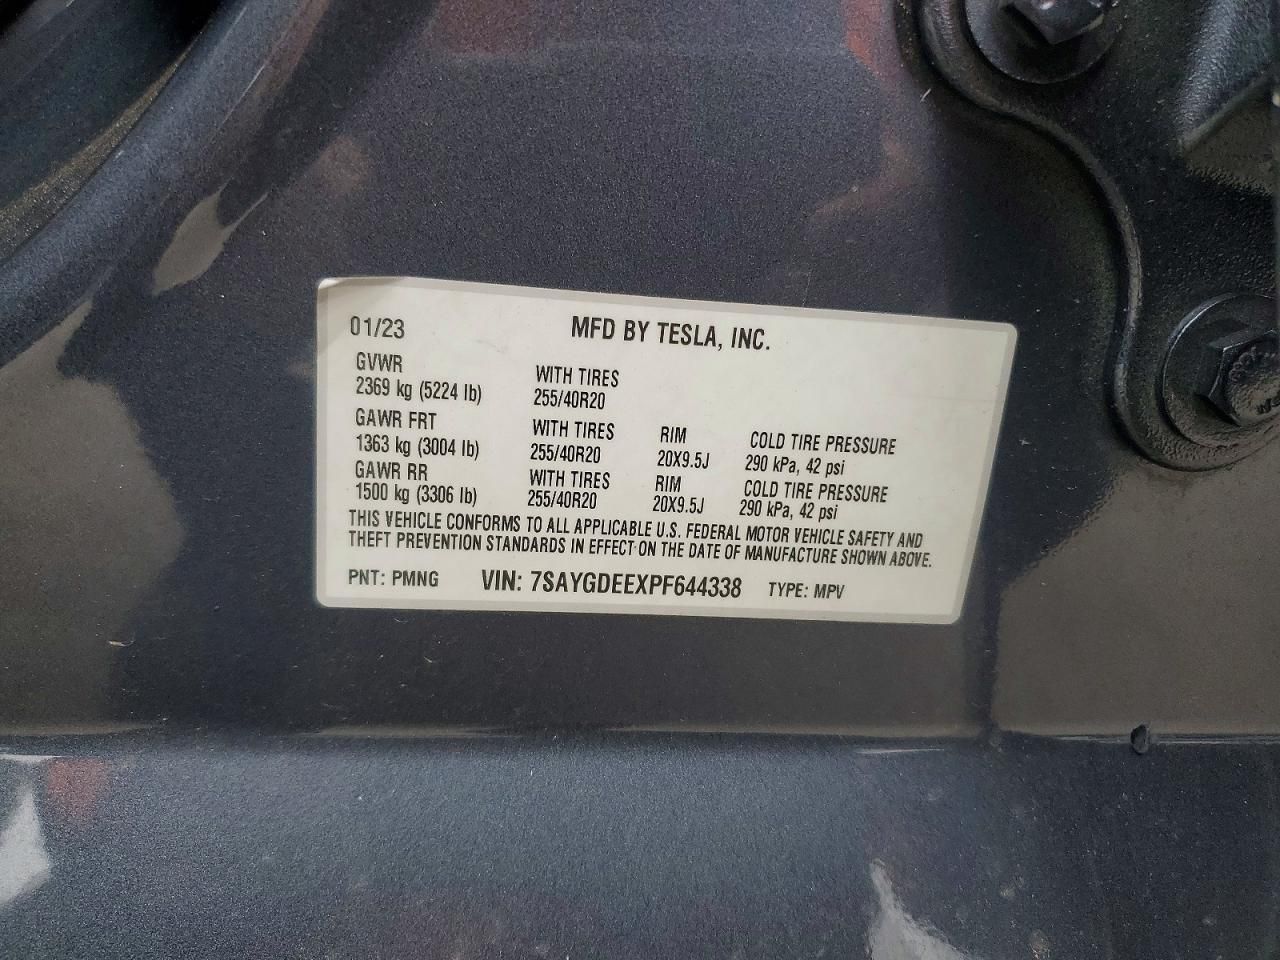 01/23 MFD BY TESLA, INC.
GVWR
2369 kg (5224 lb)
WITH TIRES
255/40R20
GAWR FRT
1363 kg (3004 lb)
WITH TIRES
255/40R20
RIM
20X9.5J
COLD TIRE PRESSURE
290 kPa, 42 psi
GAWR RR
1500 kg (3306 lb)
WITH TIRES
255/40R20
RIM
20X9.5J
COLD TIRE PRESSURE
290 kPa, 42 psi
THIS VEHICLE CONFORMS TO ALL APPLICABLE U.S. FEDERAL MOTOR VEHICLE SAFETY AND
THEFT PREVENTION STANDARDS IN EFFECT ON THE DATE OF MANUFACTURE SHOWN ABOVE.
PNT: PMNG VIN: 7SAYGDEEXPF644338 TYPE: MPV